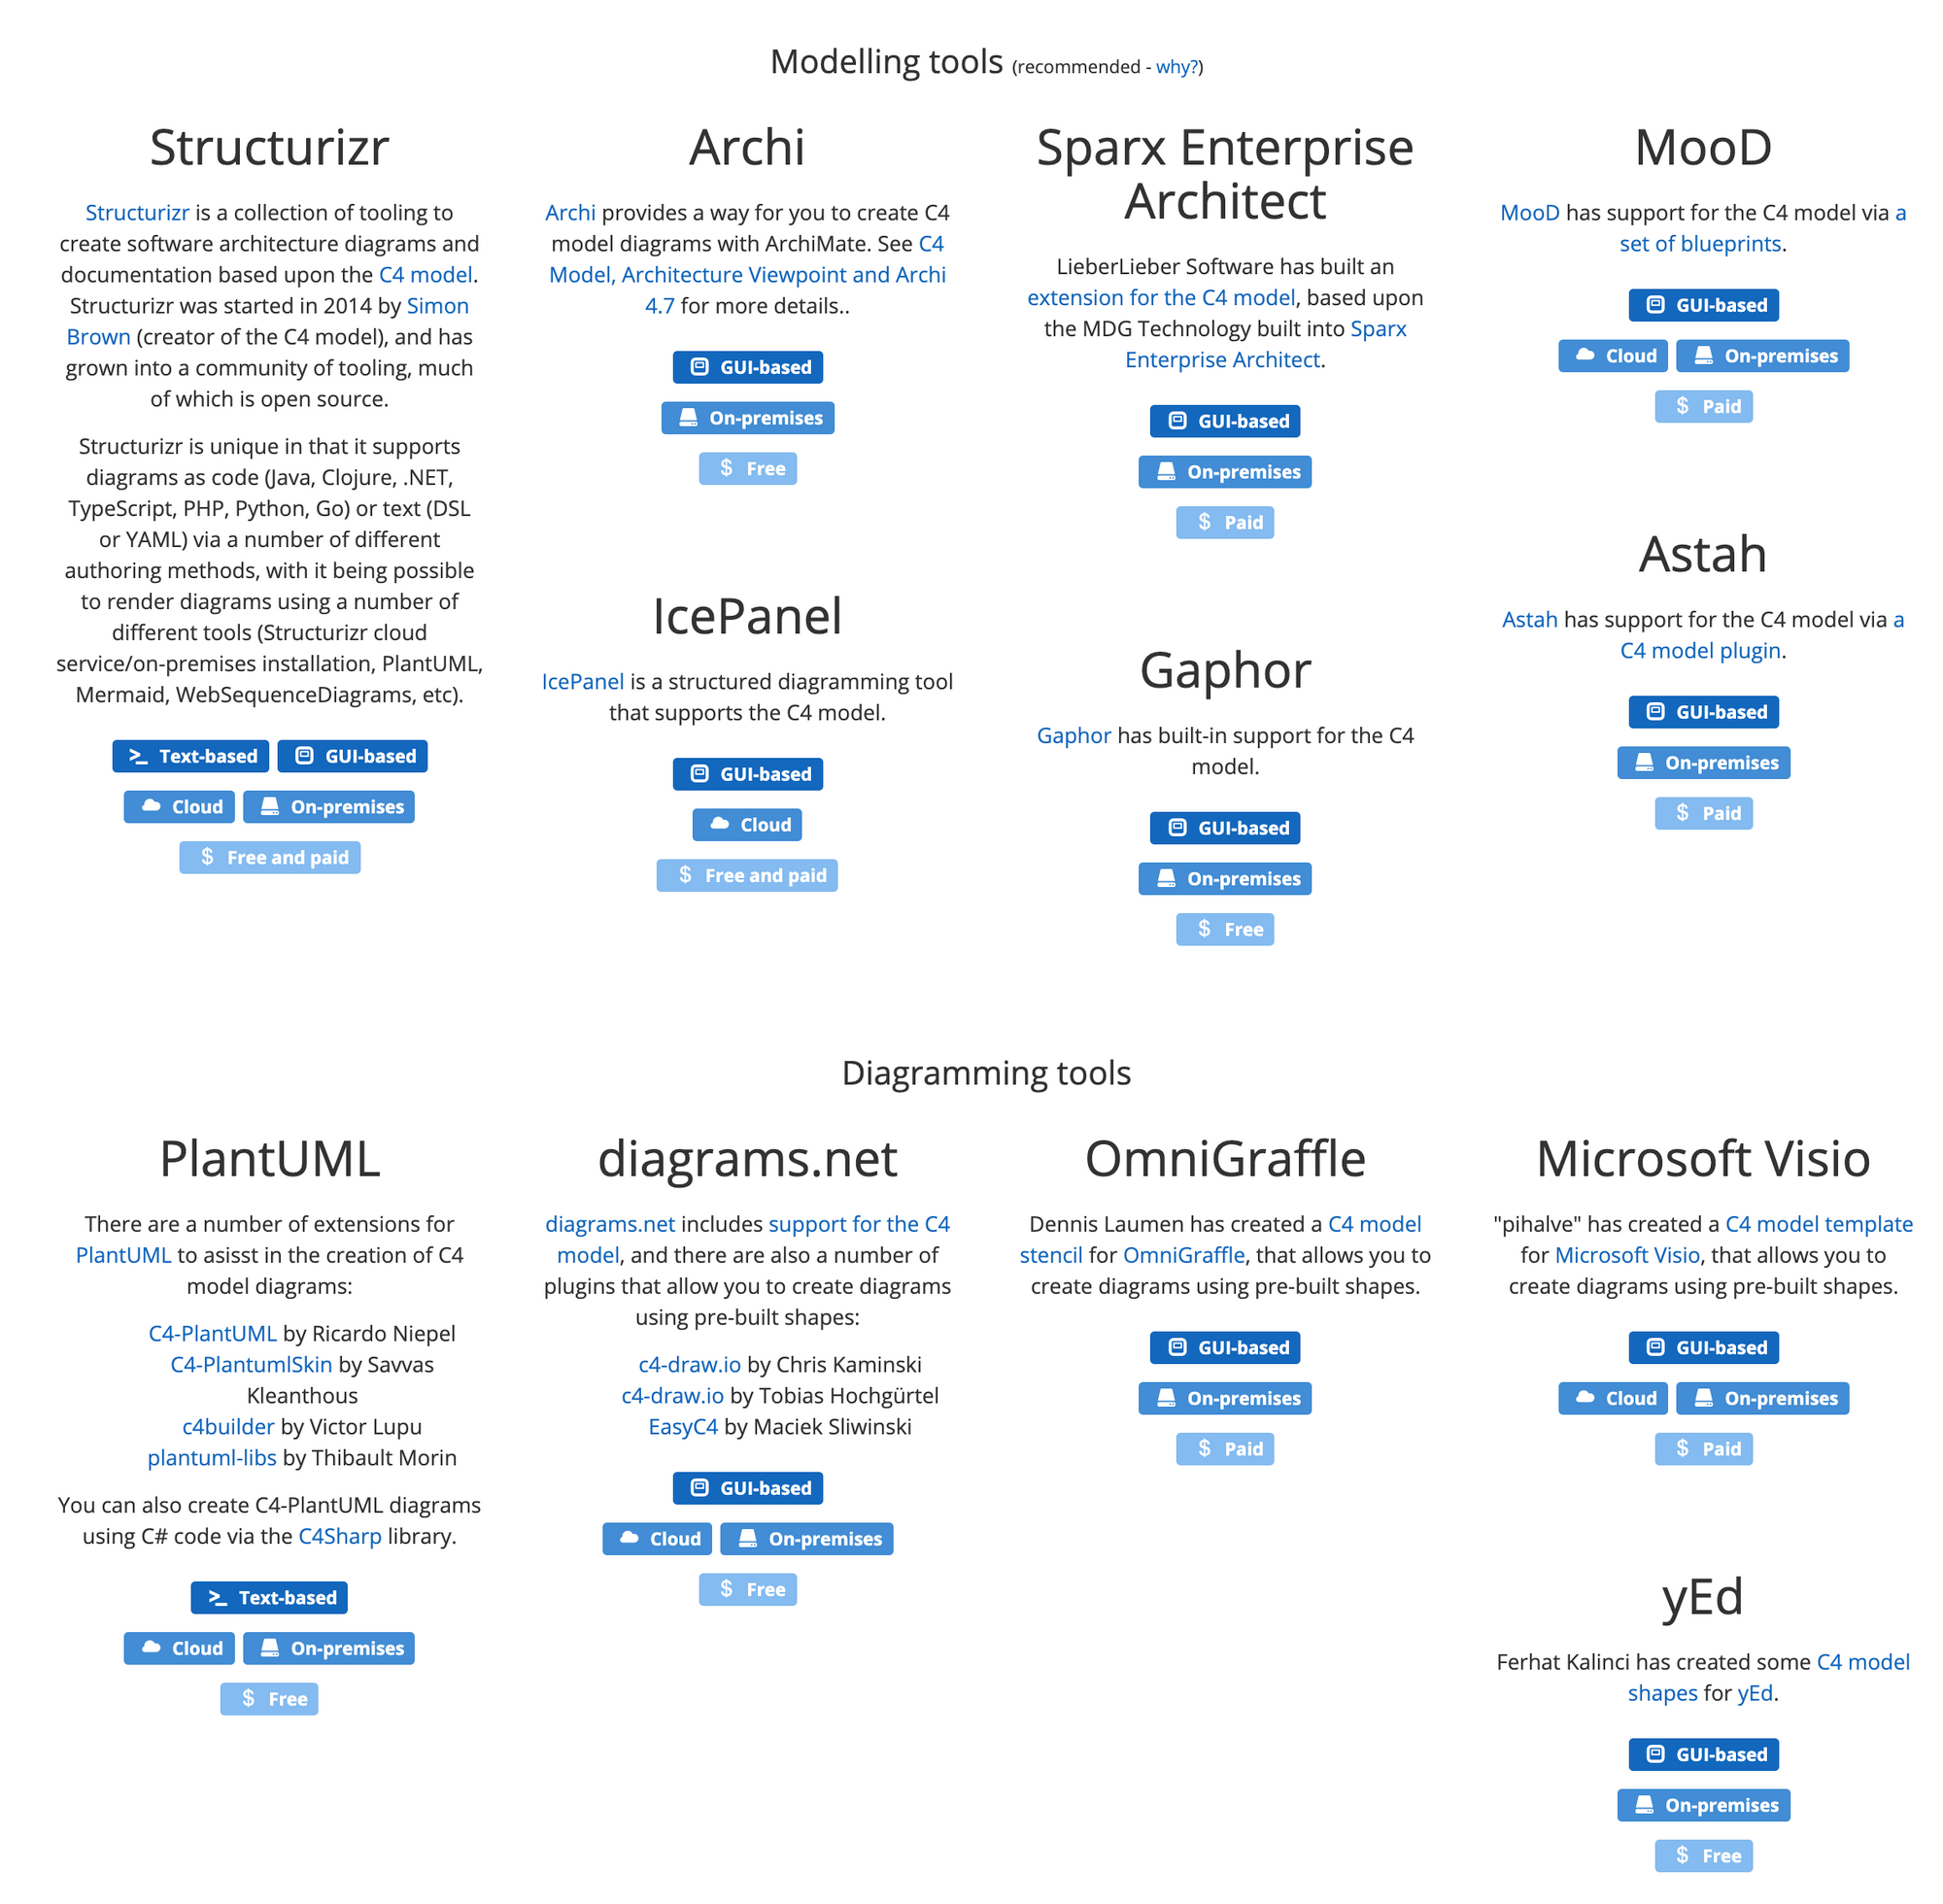 Modelling tools (recommended - why?)
Structurizr
Structurizr is a collection of tooling to
create software architecture diagrams and
documentation based upon the C4 model.
Structurizr was started in 2014 by Simon
Brown (creator of the C4 model), and has
grown into a community of tooling, much
of which is open source.
Structurizr is unique in that it supports
diagrams as code (Java, Clojure, .NET,
TypeScript, PHP, Python, Go) or text (DSL
or YAML) via a number of different
authoring methods, with it being possible
to render diagrams using a number of
different tools (Structurizr cloud
service/on-premises installation, PlantUML,
Mermaid, WebSequenceDiagrams, etc).
Text-based GUI-based
Cloud On-premises
$ Free and paid
Archi
Archi provides a way for you to create C4
model diagrams with ArchiMate. See C4
Model, Architecture Viewpoint and Archi
4.7 for more details..
GUI-based
On-premises
$ Free
IcePanel
IcePanel is a structured diagramming tool
that supports the C4 model.
GUI-based
Cloud
$ Free and paid
Sparx Enterprise
Architect
LieberLieber Software has built an
extension for the C4 model, based upon
the MDG Technology built into Sparx
Enterprise Architect.
GUI-based
On-premises
$ Paid
Gaphor
Gaphor has built-in support for the C4
model.
GUI-based
On-premises
$ Free
MooD
MooD has support for the C4 model via a
set of blueprints.
GUI-based
Cloud On-premises
$ Paid
Astah
Astah has support for the C4 model via a
C4 model plugin.
GUI-based
On-premises
$ Paid
Diagramming tools
PlantUML
There are a number of extensions for
PlantUML to asisst in the creation of C4
model diagrams:
C4-PlantUML by Ricardo Niepel
C4-PlantumlSkin by Savvas
Kleanthous
c4builder by Victor Lupu
plantuml-libs by Thibault Morin
You can also create C4-PlantUML diagrams
using C# code via the C4Sharp library.
Text-based
Cloud On-premises
$ Free
diagrams.net
diagrams.net includes support for the C4
model, and there are also a number of
plugins that allow you to create diagrams
using pre-built shapes:
c4-draw.io by Chris Kaminski
c4-draw.io by Tobias Hochgürtel
EasyC4 by Maciek Sliwinski
GUI-based
Cloud On-premises
$ Free
OmniGraffle
Dennis Laumen has created a C4 model
stencil for OmniGraffle, that allows you to
create diagrams using pre-built shapes.
GUI-based
On-premises
$ Paid
Microsoft Visio
"pihalve" has created a C4 model template
for Microsoft Visio, that allows you to
create diagrams using pre-built shapes.
GUI-based
Cloud On-premises
$ Paid
yEd
Ferhat Kalinci has created some C4 model
shapes for yEd.
GUI-based
On-premises
$ Free